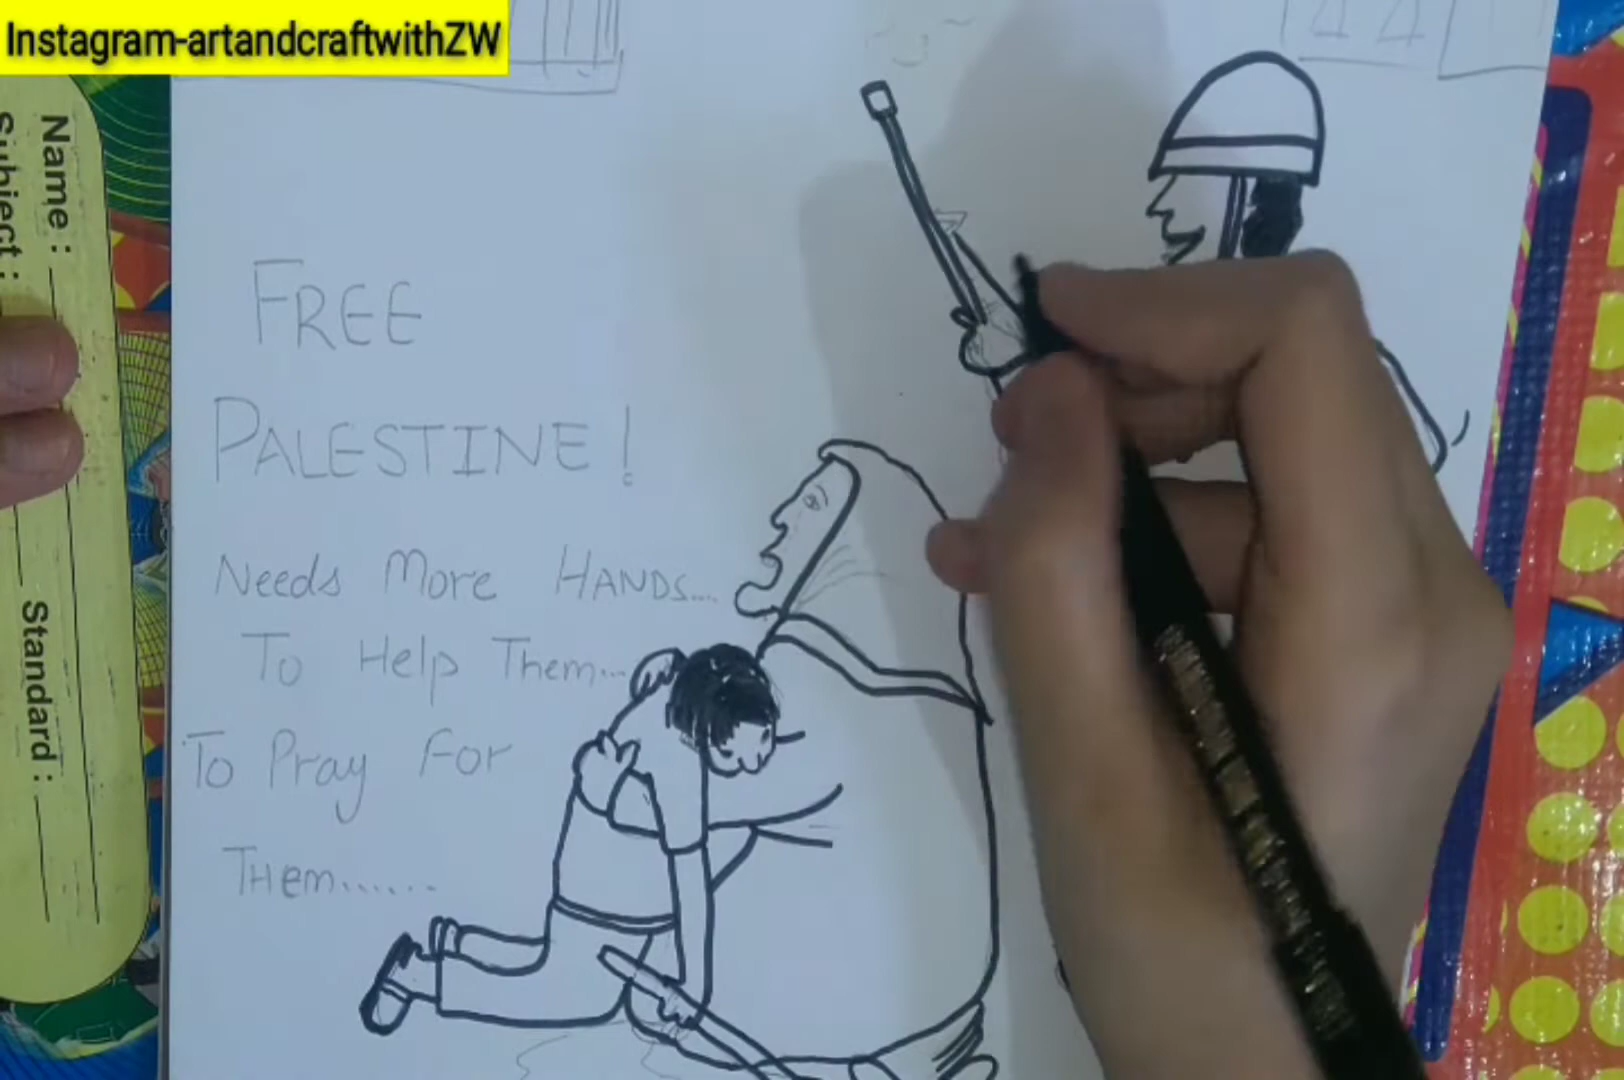 Instagram-artandcraftwithZW
Name :
Subject :
Standard :
FREE
PALESTINE!
Needs More HANDS....
To Help Them...
To Pray For
THem.......